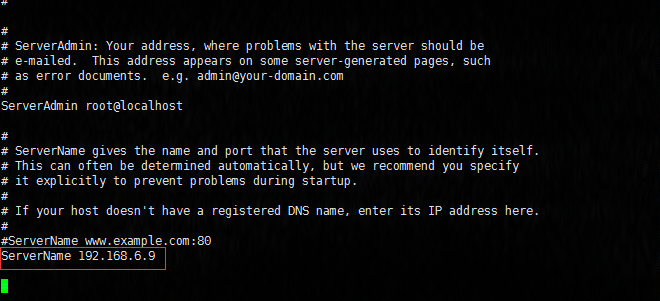 #
#
# ServerAdmin: Your address, where problems with the server should be
# e-mailed.  This address appears on some server-generated pages, such
# as error documents.  e.g. admin@your-domain.com
#
ServerAdmin root@localhost
#
# ServerName gives the name and port that the server uses to identify itself.
# This can often be determined automatically, but we recommend you specify
# it explicitly to prevent problems during startup.
#
# If your host doesn't have a registered DNS name, enter its IP address here.
#
#ServerName www.example.com:80
ServerName 192.168.6.9